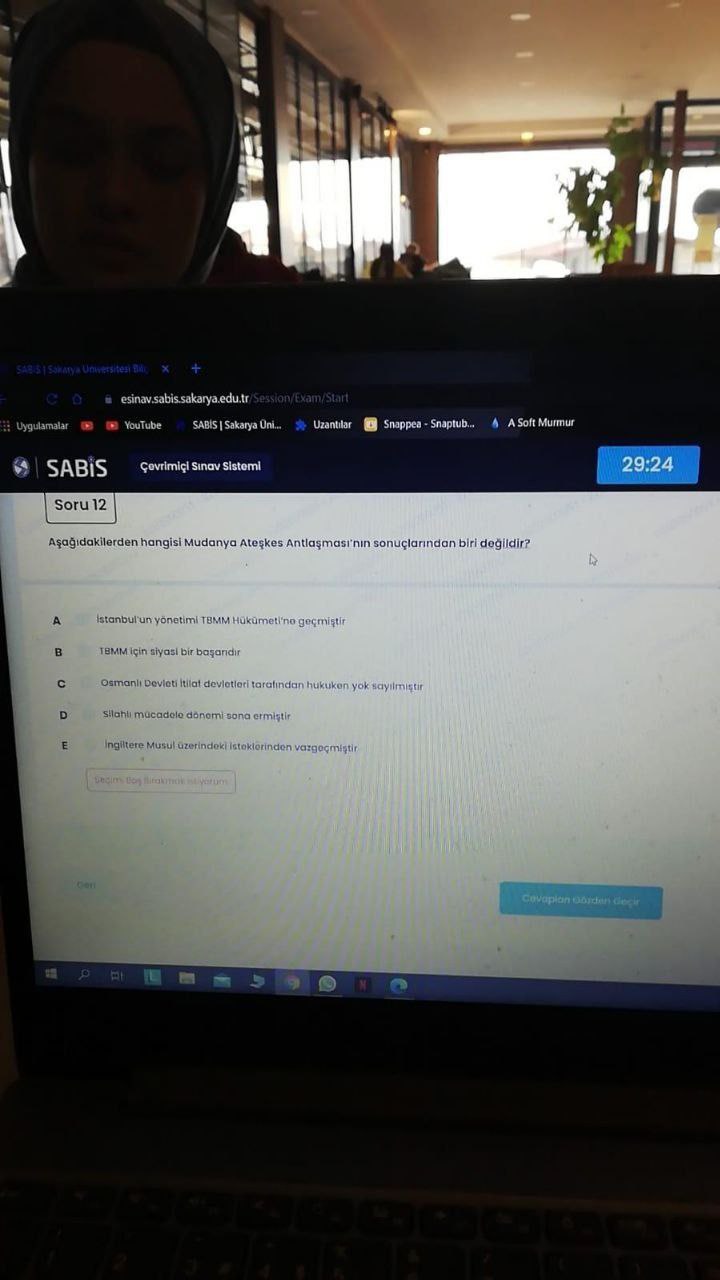 SABİS | Sakarya Üniversitesi Bilg
esinav.sabis.sakarya.edu.tr/Session/Exam/Start
Uygulamalar YouTube SABİS | Sakarya Üni... Uzantılar Snappea - Snaptub... A Soft Murmur
SABİS Çevrimiçi Sınav Sistemi 29:24
Soru 12
Aşağıdakilerden hangisi Mudanya Ateşkes Antlaşması'nın sonuçlarından biri değildir?
A İstanbul'un yönetimi TBMM Hükûmeti'ne geçmiştir
B TBMM için siyasi bir başarıdır
C Osmanlı Devleti İtilaf devletleri tarafından hukuken yok sayılmıştır
D Silahlı mücadele dönemi sona ermiştir
E İngiltere Musul üzerindeki isteklerinden vazgeçmiştir
Seçimi Boş Bırakmak İstiyorum
Geri
Cevapları Gözden Geçir